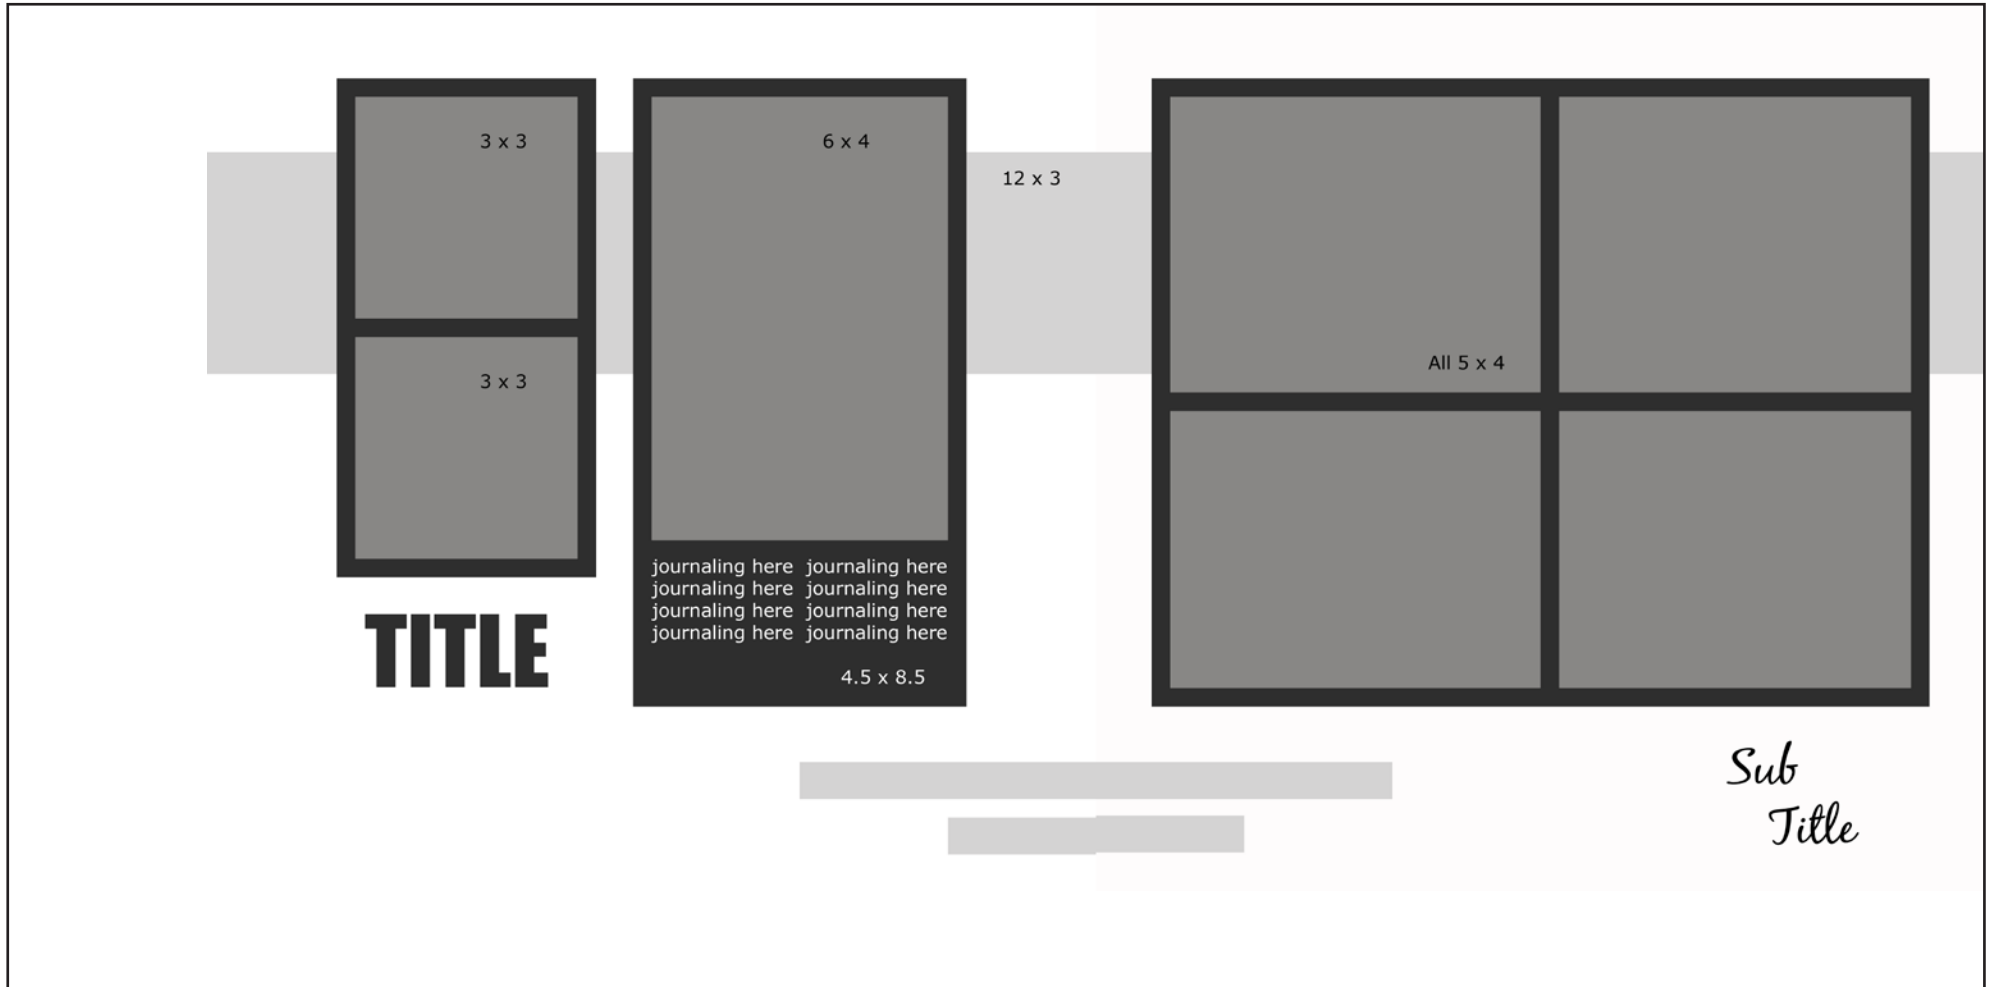 3 x 3
3 x 3
TITLE
6 x 4
journaling here journaling here
journaling here journaling here
journaling here journaling here
journaling here journaling here
4.5 x 8.5
12 x 3
All 5 x 4
Sub
Title